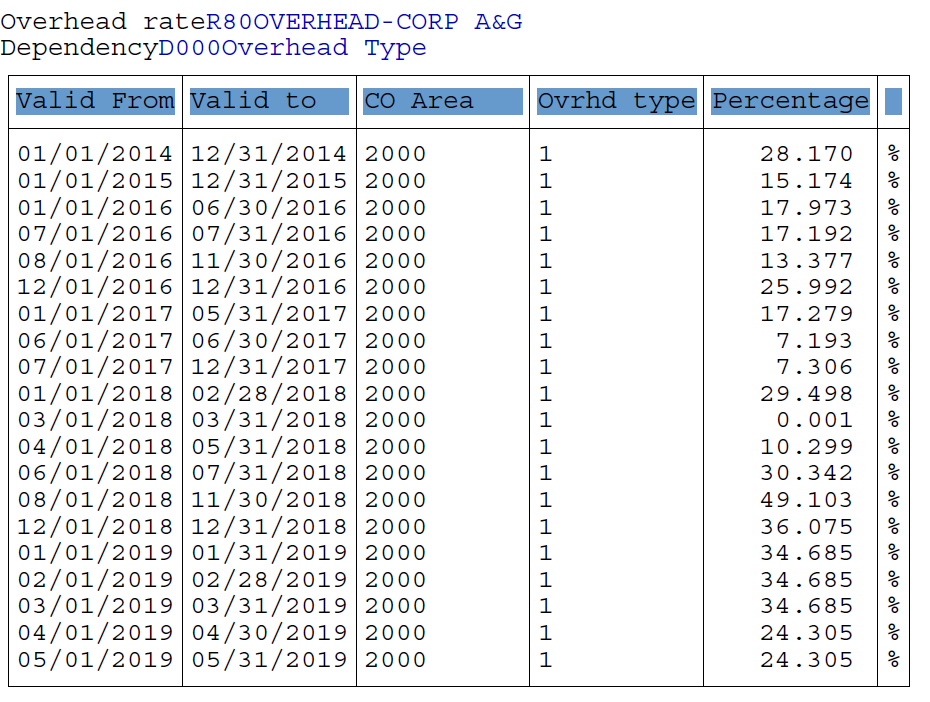 Overhead rateR80OVERHEAD-CORP A&G
DependencyD000Overhead Type
Valid From Valid to CO Area Ovrhd type Percentage
01/01/2014 12/31/2014 2000 1 28.170 %
01/01/2015 12/31/2015 2000 1 15.174 %
01/01/2016 06/30/2016 2000 1 17.973 %
07/01/2016 07/31/2016 2000 1 17.192 %
08/01/2016 11/30/2016 2000 1 13.377 %
12/01/2016 12/31/2016 2000 1 25.992 %
01/01/2017 05/31/2017 2000 1 17.279 %
06/01/2017 06/30/2017 2000 1 7.193 %
07/01/2017 12/31/2017 2000 1 7.306 %
01/01/2018 02/28/2018 2000 1 29.498 %
03/01/2018 03/31/2018 2000 1 0.001 %
04/01/2018 05/31/2018 2000 1 10.299 %
06/01/2018 07/31/2018 2000 1 30.342 %
08/01/2018 11/30/2018 2000 1 49.103 %
12/01/2018 12/31/2018 2000 1 36.075 %
01/01/2019 01/31/2019 2000 1 34.685 %
02/01/2019 02/28/2019 2000 1 34.685 %
03/01/2019 03/31/2019 2000 1 34.685 %
04/01/2019 04/30/2019 2000 1 24.305 %
05/01/2019 05/31/2019 2000 1 24.305 %